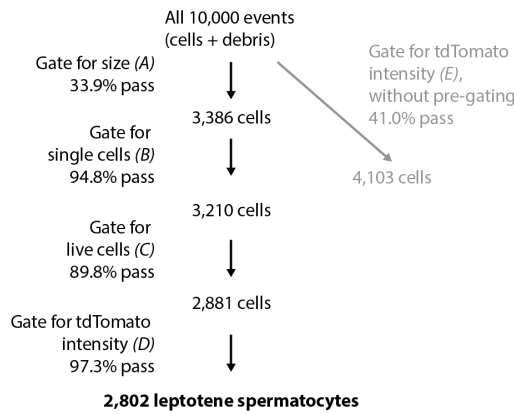 All 10,000 events
(cells + debris)
Gate for size (A)
33.9% pass
Gate for tdTomato
intensity (E),
without pre-gating
41.0% pass
3,386 cells
Gate for
single cells (B)
94.8% pass
4,103 cells
3,210 cells
Gate for
live cells (C)
89.8% pass
2,881 cells
Gate for tdTomato
intensity (D)
97.3% pass
2,802 leptotene spermatocytes